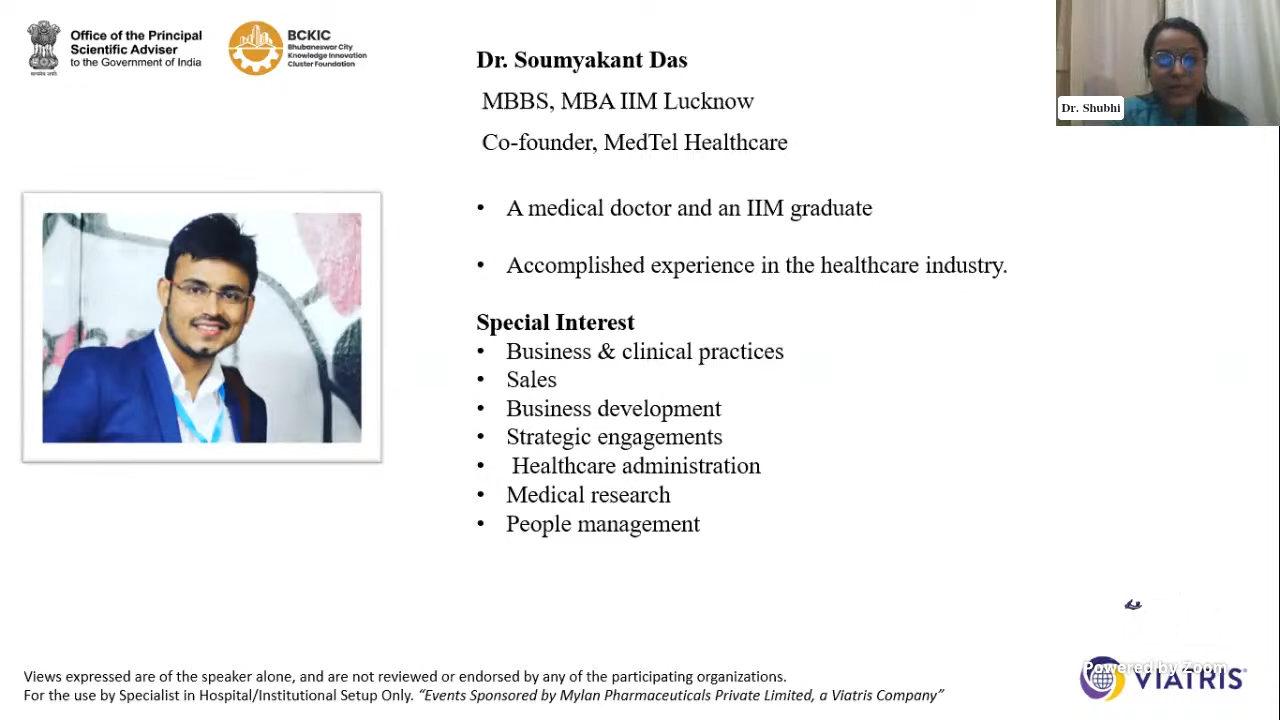 Office of the Principal
Scientific Adviser
to the Government of India
BCKIC
Bhubaneswar City
Knowledge Innovation
Cluster Foundation
Dr. Soumyakant Das
MBBS, MBA IIM Lucknow
Co-founder, MedTel Healthcare
Dr. Shubhi
• A medical doctor and an IIM graduate
• Accomplished experience in the healthcare industry.
Special Interest
• Business & clinical practices
• Sales
• Business development
• Strategic engagements
• Healthcare administration
• Medical research
• People management
Views expressed are of the speaker alone, and are not reviewed or endorsed by any of the participating organizations.
For the use by Specialist in Hospital/Institutional Setup Only. “Events Sponsored by Mylan Pharmaceuticals Private Limited, a Viatris Company”
Powered by Zoom
VIATRIS